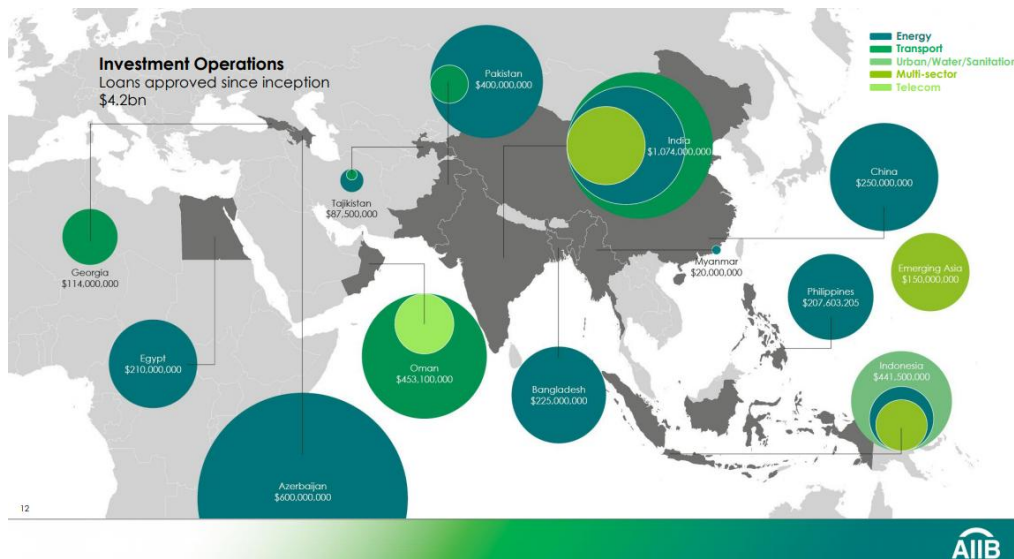 Investment Operations
Loans approved since inception
$4.2bn
Energy
Transport
Urban/Water/Sanitation
Multi-sector
Telecom
Pakistan
$400,000,000
India
$1,074,000,000
China
$250,000,000
Tajikistan
$87,500,000
Georgia
$114,000,000
Myanmar
$20,000,000
Emerging Asia
$150,000,000
Philippines
$207,603,205
Egypt
$210,000,000
Oman
$453,100,000
Bangladesh
$225,000,000
Indonesia
$441,500,000
Azerbaijan
$600,000,000
12
AIIB